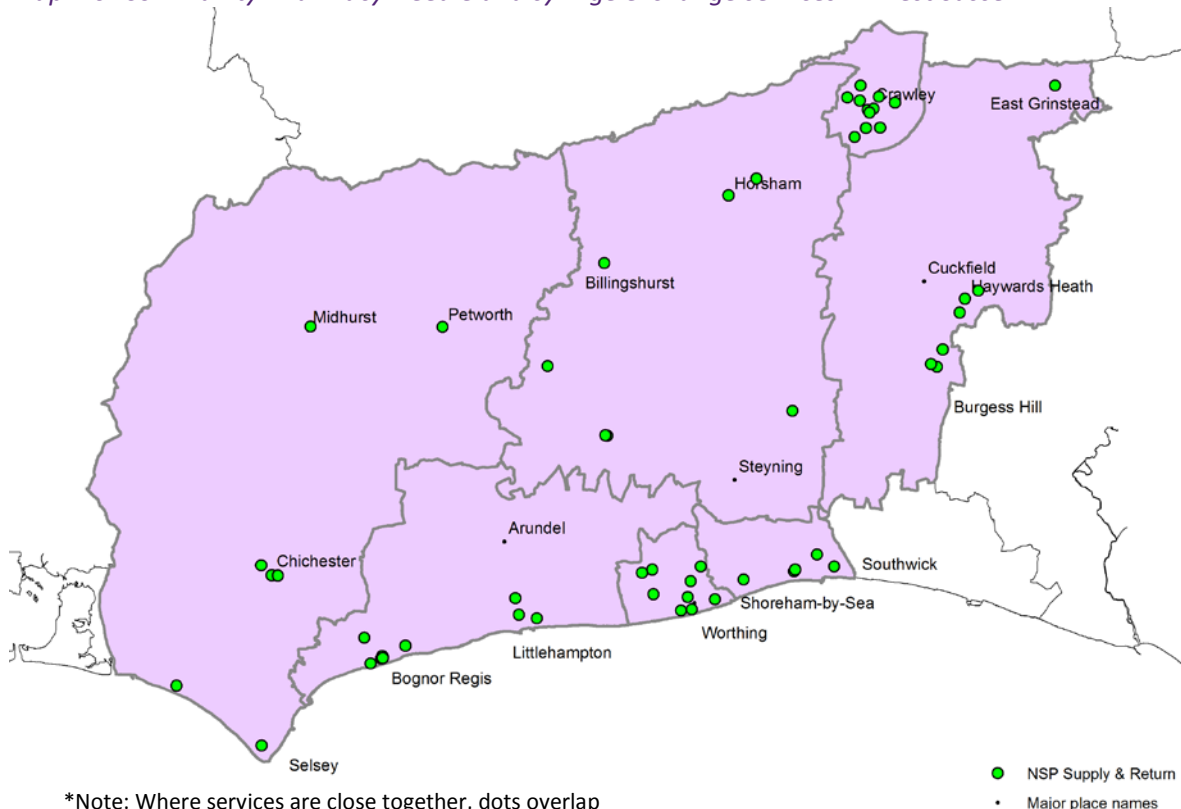 Crawley
East Grinstead
Horsham
Cuckfield
Haywards Heath
Billingshurst
Midhurst
Petworth
Burgess Hill
Steyning
Arundel
Chichester
Southwick
Shoreham-by-Sea
Worthing
Littlehampton
Bognor Regis
Selsey
NSP Supply & Return
Major place names
*Note: Where services are close together, dots overlap